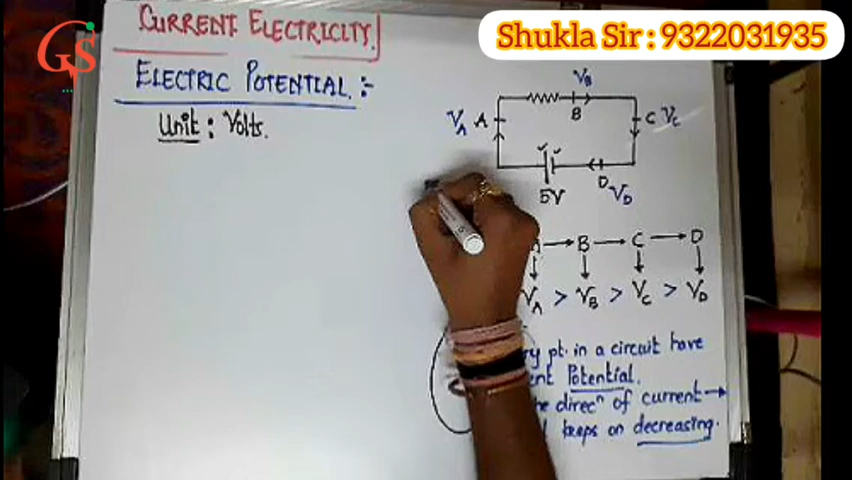 GS
Shukla Sir : 9322031935
CURRENT ELECTRICITY.
ELECTRIC POTENTIAL :-
Unit : Volts.
VB
VA A B C VC
D
5V VD
A → B → C → D
VA > VB > VC > VD
pt. in a circuit have
Potential.
direcⁿ of current →
keeps on decreasing.